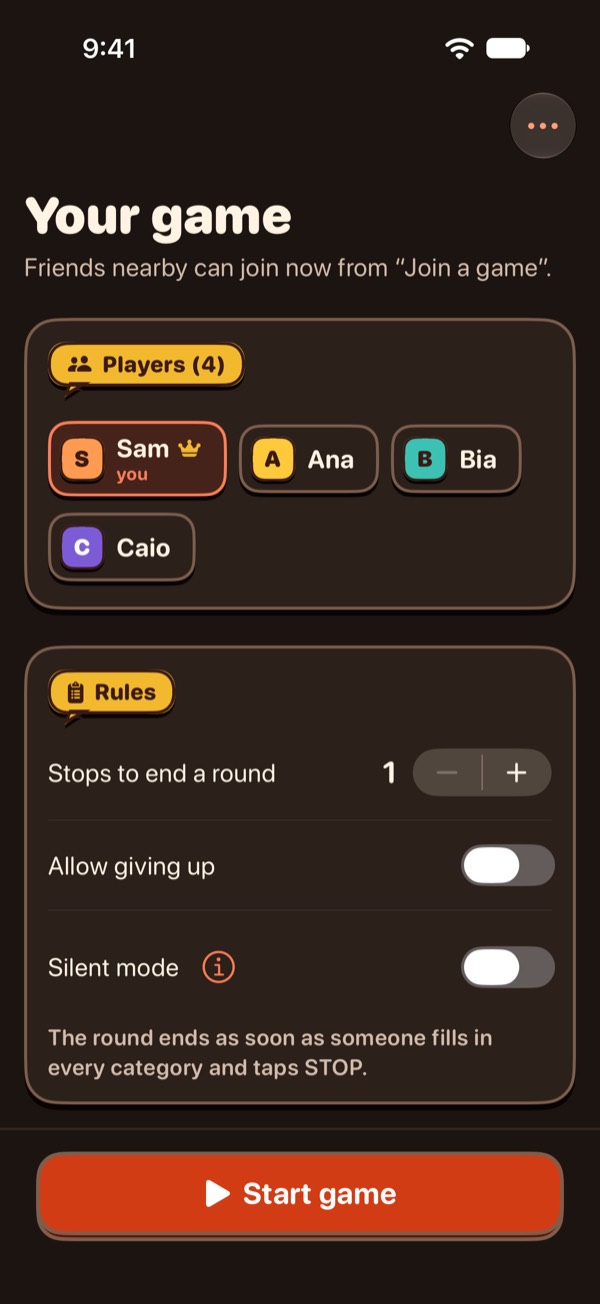 9:41
Your game
Friends nearby can join now from “Join a game”.
Players (4)
S Sam you
A Ana
B Bia
C Caio
Rules
Stops to end a round 1 − +
Allow giving up
Silent mode i
The round ends as soon as someone fills in
every category and taps STOP.
Start game